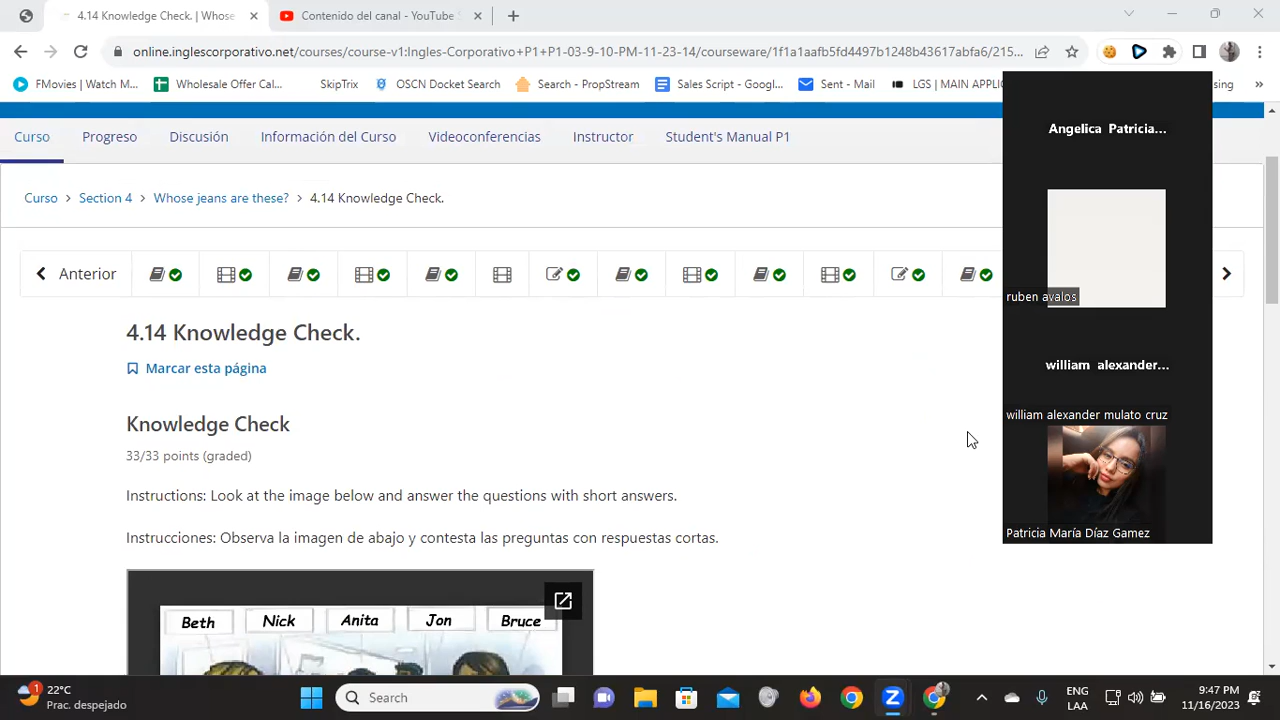 4.14 Knowledge Check. | Whose
Contenido del canal - YouTube S
online.inglescorporativo.net/courses/course-v1:Ingles-Corporativo+P1+P1-03-9-10-PM-11-23-14/courseware/1f1a1aafb5fd4497b1248b43617abfa6/215...
FMovies | Watch M... Wholesale Offer Cal... SkipTrix OSCN Docket Search Search - PropStream Sales Script - Googl... Sent - Mail LGS | MAIN APPLIC
Curso Progreso Discusión Información del Curso Videoconferencias Instructor Student's Manual P1
Curso > Section 4 > Whose jeans are these? > 4.14 Knowledge Check.
Anterior
4.14 Knowledge Check.
Marcar esta página
Knowledge Check
33/33 points (graded)
Instructions: Look at the image below and answer the questions with short answers.
Instrucciones: Observa la imagen de abajo y contesta las preguntas con respuestas cortas.
Beth Nick Anita Jon Bruce
Angelica Patricia...
ruben avalos
william alexander...
william alexander mulato cruz
Patricia María Díaz Gamez
1
22°C
Prac. despejado
Search
ENG
LAA
9:47 PM
11/16/2023